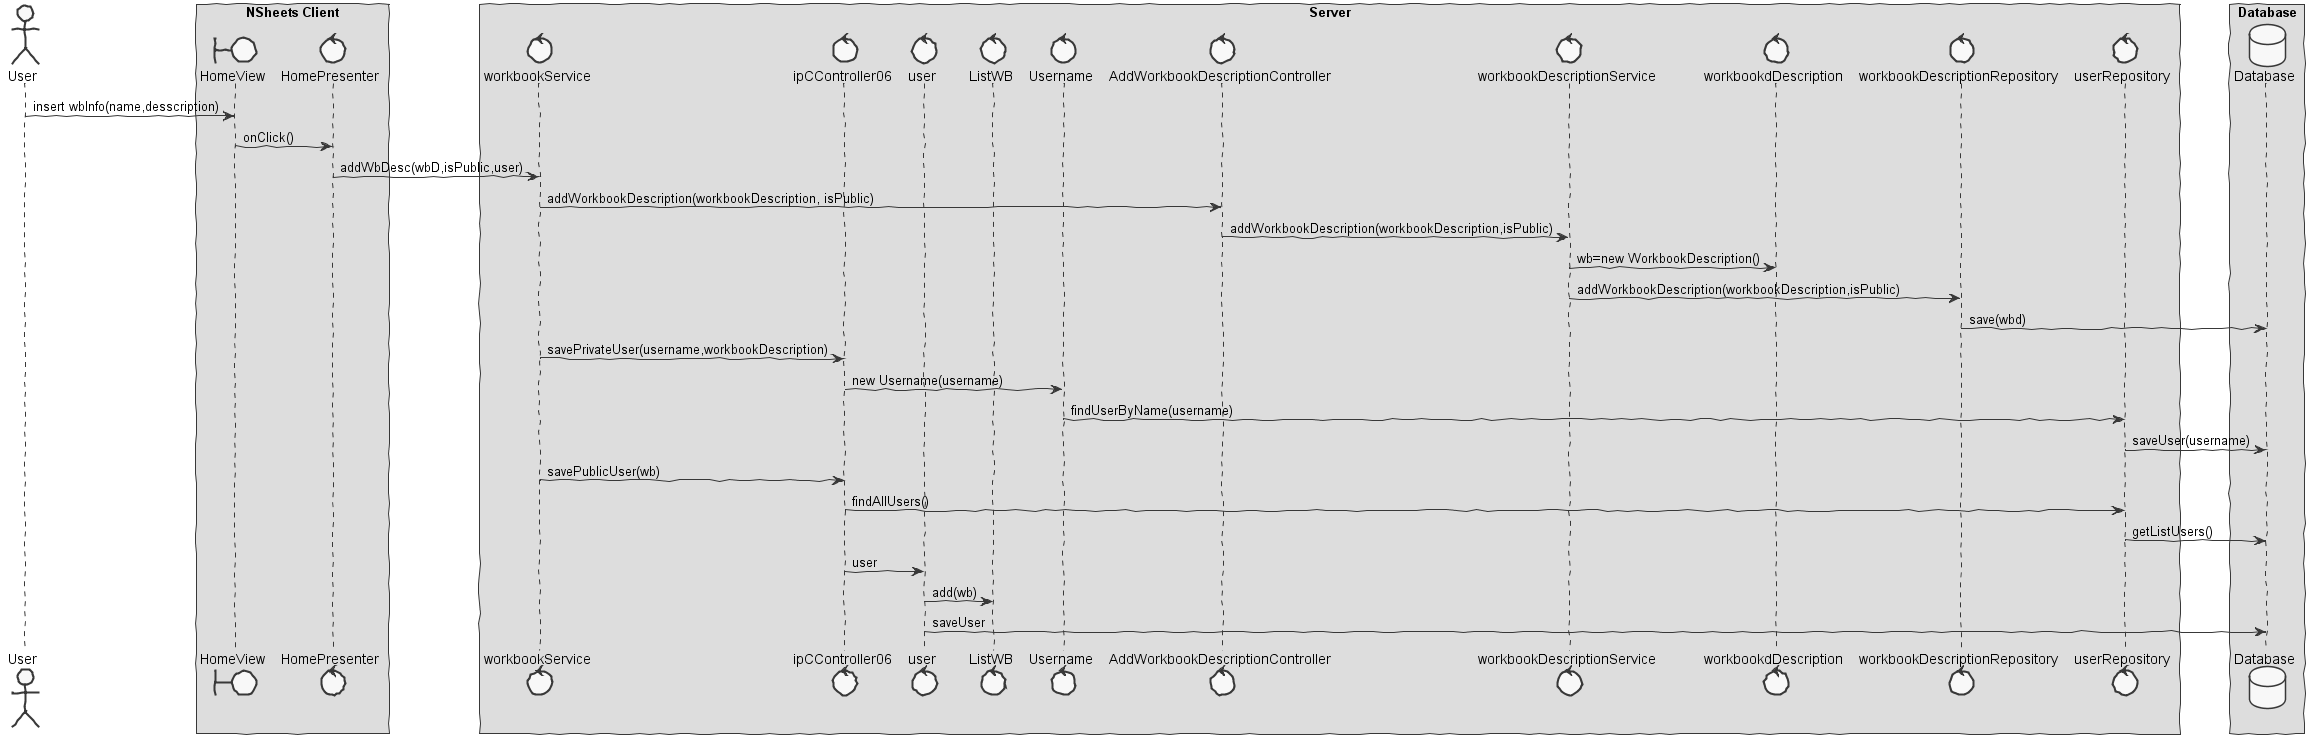 NSheets Client
Server
Database
User
HomeView
HomePresenter
workbookService
ipCController06
user
ListWB
Username
AddWorkbookDescriptionController
workbookDescriptionService
workbookdDescription
workbookDescriptionRepository
userRepository
Database
insert wbInfo(name,desscription)
onClick()
addWbDesc(wbD,isPublic,user)
addWorkbookDescription(workbookDescription, isPublic)
addWorkbookDescription(workbookDescription,isPublic)
wb=new WorkbookDescription()
addWorkbookDescription(workbookDescription,isPublic)
save(wbd)
savePrivateUser(username,workbookDescription)
new Username(username)
findUserByName(username)
saveUser(username)
savePublicUser(wb)
findAllUsers()
getListUsers()
user
add(wb)
saveUser
User
HomeView
HomePresenter
workbookService
ipCController06
user
ListWB
Username
AddWorkbookDescriptionController
workbookDescriptionService
workbookdDescription
workbookDescriptionRepository
userRepository
Database